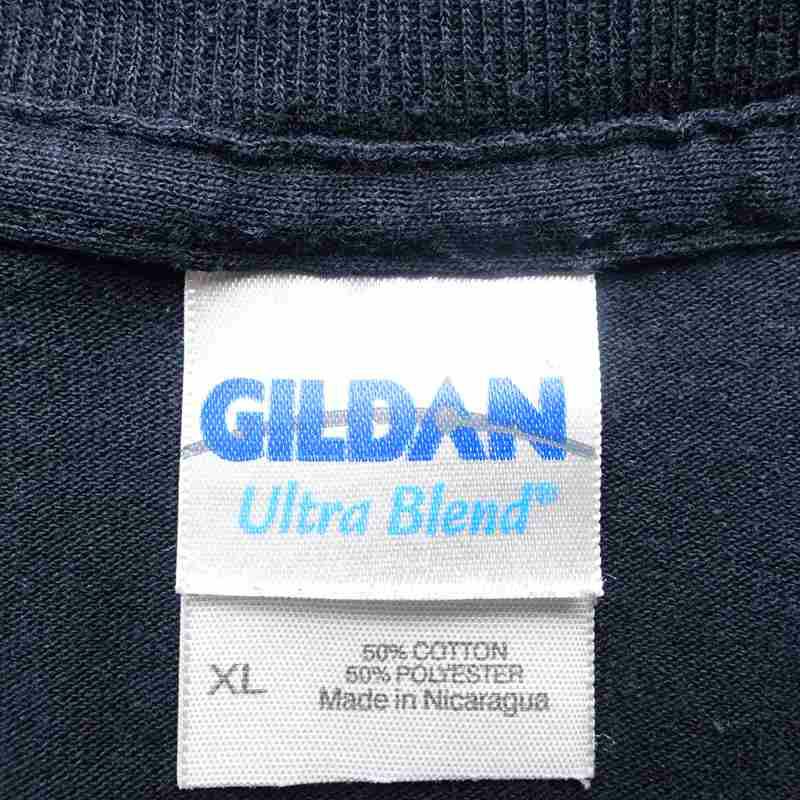 GILDAN
Ultra Blend®
XL
50% COTTON
50% POLYESTER
Made in Nicaragua